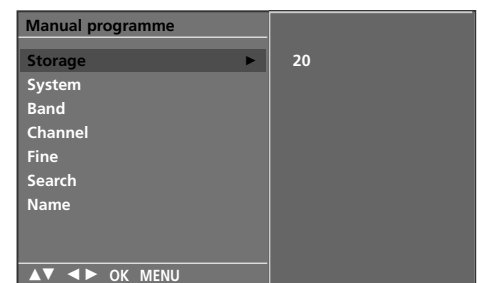 Manual programme
Storage ► 20
System
Band
Channel
Fine
Search
Name
▲▼ ◄► OK MENU